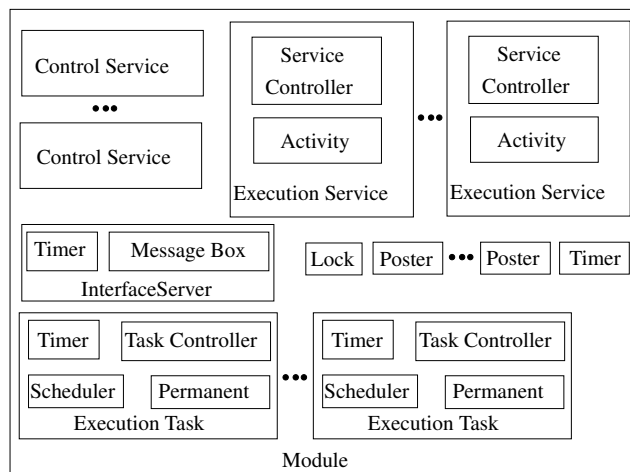 Control Service
•••
Control Service
Service
Controller
Activity
Execution Service
•••
Service
Controller
Activity
Execution Service
Timer
Message Box
InterfaceServer
Lock
Poster
•••
Poster
Timer
Timer
Task Controller
Scheduler
Permanent
Execution Task
•••
Timer
Task Controller
Scheduler
Permanent
Execution Task
Module